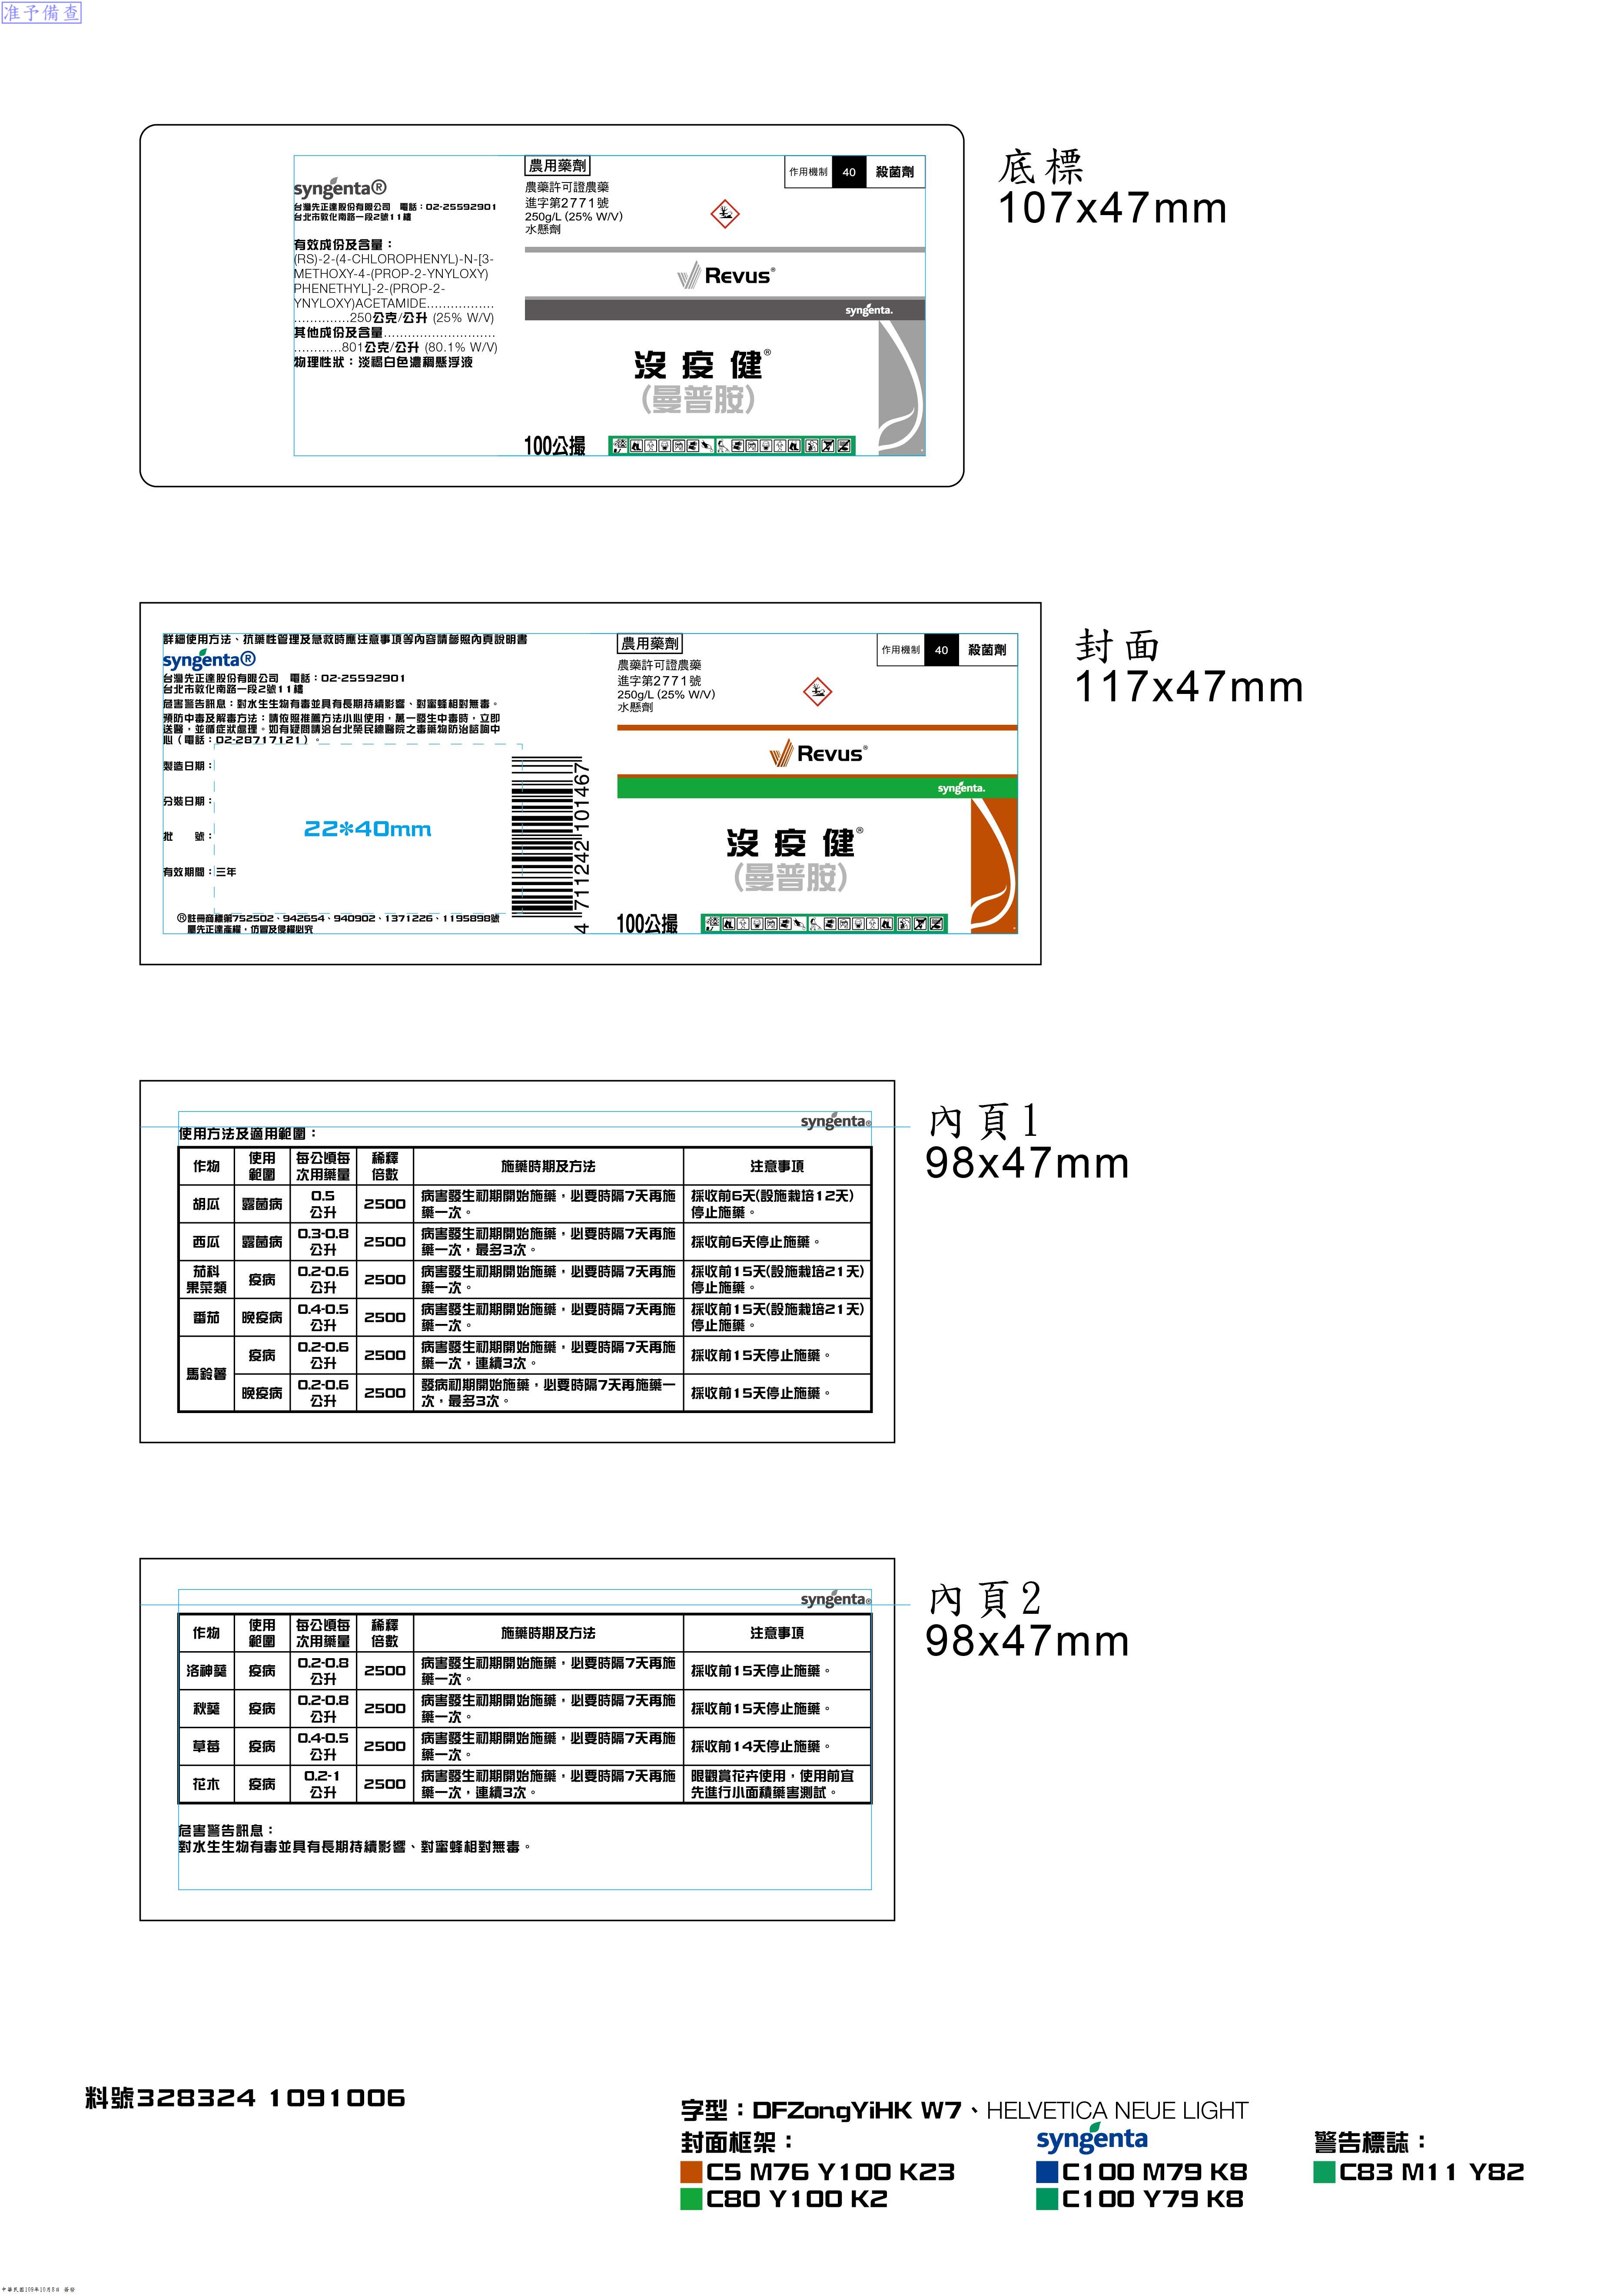 准予備查
底標
107x47mm
syngenta®
台灣先正達股份有限公司 電話：02-25592901
台北市敦化南路一段2號11樓
有效成份及含量：
(RS)-2-(4-CHLOROPHENYL)-N-[3-
METHOXY-4-(PROP-2-YNYLOXY)
PHENETHYL]-2-(PROP-2-
YNYLOXY)ACETAMIDE.................
..............250公克/公升 (25% W/V)
其他成份及含量............................
............801公克/公升 (80.1% W/V)
物理性狀：淡褐白色濃稠懸浮液
農用藥劑
農藥許可證農藥
進字第2771號
250g/L (25% W/V)
水懸劑
作用機制 40 殺菌劑
Revus®
syngenta.
沒疫健®
(曼普胺)
100公撮
封面
117x47mm
詳細使用方法、抗藥性管理及急救時應注意事項等內容請參照內頁說明書
syngenta®
台灣先正達股份有限公司 電話：02-25592901
台北市敦化南路一段2號11樓
危害警告訊息：對水生生物有毒並具有長期持續影響、對蜜蜂相對無毒。
預防中毒及解毒方法：請依照推薦方法小心使用，萬一發生中毒時，立即
送醫，並循症狀處理。如有疑問請洽台北榮民總醫院之毒藥物防治諮詢中
心（電話：02-28717121）。
製造日期：
分裝日期：
批 號：
有效期間：三年
22*40mm
®註冊商標第752502、942654、940902、1371226、1195898號
屬先正達產權，仿冒及侵權必究
4 711242 101467
農用藥劑
農藥許可證農藥
進字第2771號
250g/L (25% W/V)
水懸劑
作用機制 40 殺菌劑
Revus®
syngenta.
沒疫健®
(曼普胺)
100公撮
內頁1
98x47mm
syngenta®
使用方法及適用範圍：
作物 使用範圍 每公頃每次用藥量 稀釋倍數 施藥時期及方法 注意事項
胡瓜 露菌病 0.5公升 2500 病害發生初期開始施藥，必要時隔7天再施藥一次。 採收前6天(設施栽培12天)停止施藥。
西瓜 露菌病 0.3-0.8公升 2500 病害發生初期開始施藥，必要時隔7天再施藥一次，最多3次。 採收前6天停止施藥。
茄科果菜類 疫病 0.2-0.6公升 2500 病害發生初期開始施藥，必要時隔7天再施藥一次。 採收前15天(設施栽培21天)停止施藥。
番茄 晚疫病 0.4-0.5公升 2500 病害發生初期開始施藥，必要時隔7天再施藥一次。 採收前15天(設施栽培21天)停止施藥。
馬鈴薯 疫病 0.2-0.6公升 2500 病害發生初期開始施藥，必要時隔7天再施藥一次，連續3次。 採收前15天停止施藥。
晚疫病 0.2-0.6公升 2500 發病初期開始施藥，必要時隔7天再施藥一次，最多3次。 採收前15天停止施藥。
內頁2
98x47mm
syngenta®
作物 使用範圍 每公頃每次用藥量 稀釋倍數 施藥時期及方法 注意事項
洛神葵 疫病 0.2-0.8公升 2500 病害發生初期開始施藥，必要時隔7天再施藥一次。 採收前15天停止施藥。
秋葵 疫病 0.2-0.8公升 2500 病害發生初期開始施藥，必要時隔7天再施藥一次。 採收前15天停止施藥。
草莓 疫病 0.4-0.5公升 2500 病害發生初期開始施藥，必要時隔7天再施藥一次。 採收前14天停止施藥。
花木 疫病 0.2-1公升 2500 病害發生初期開始施藥，必要時隔7天再施藥一次，連續3次。 限觀賞花卉使用，使用前宜先進行小面積藥害測試。
危害警告訊息：
對水生生物有毒並具有長期持續影響、對蜜蜂相對無毒。
料號328324 1091006
字型：DFZongYiHK W7、HELVETICA NEUE LIGHT
封面框架：
C5 M76 Y100 K23
C80 Y100 K2
syngenta
C100 M79 K8
C100 Y79 K8
警告標誌：
C83 M11 Y82
中華民國109年10月8日